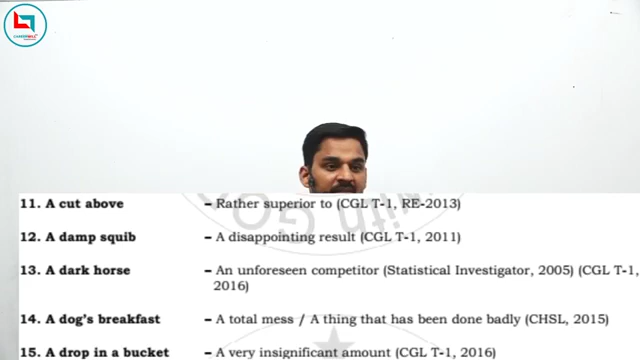 CAREERWILL
11. A cut above – Rather superior to (CGL T-1, RE-2013)
12. A damp squib – A disappointing result (CGL T-1, 2011)
13. A dark horse – An unforeseen competitor (Statistical Investigator, 2005) (CGL T-1,
2016)
14. A dog's breakfast – A total mess / A thing that has been done badly (CHSL, 2015)
15. A drop in a bucket – A very insignificant amount (CGL T-1, 2016)